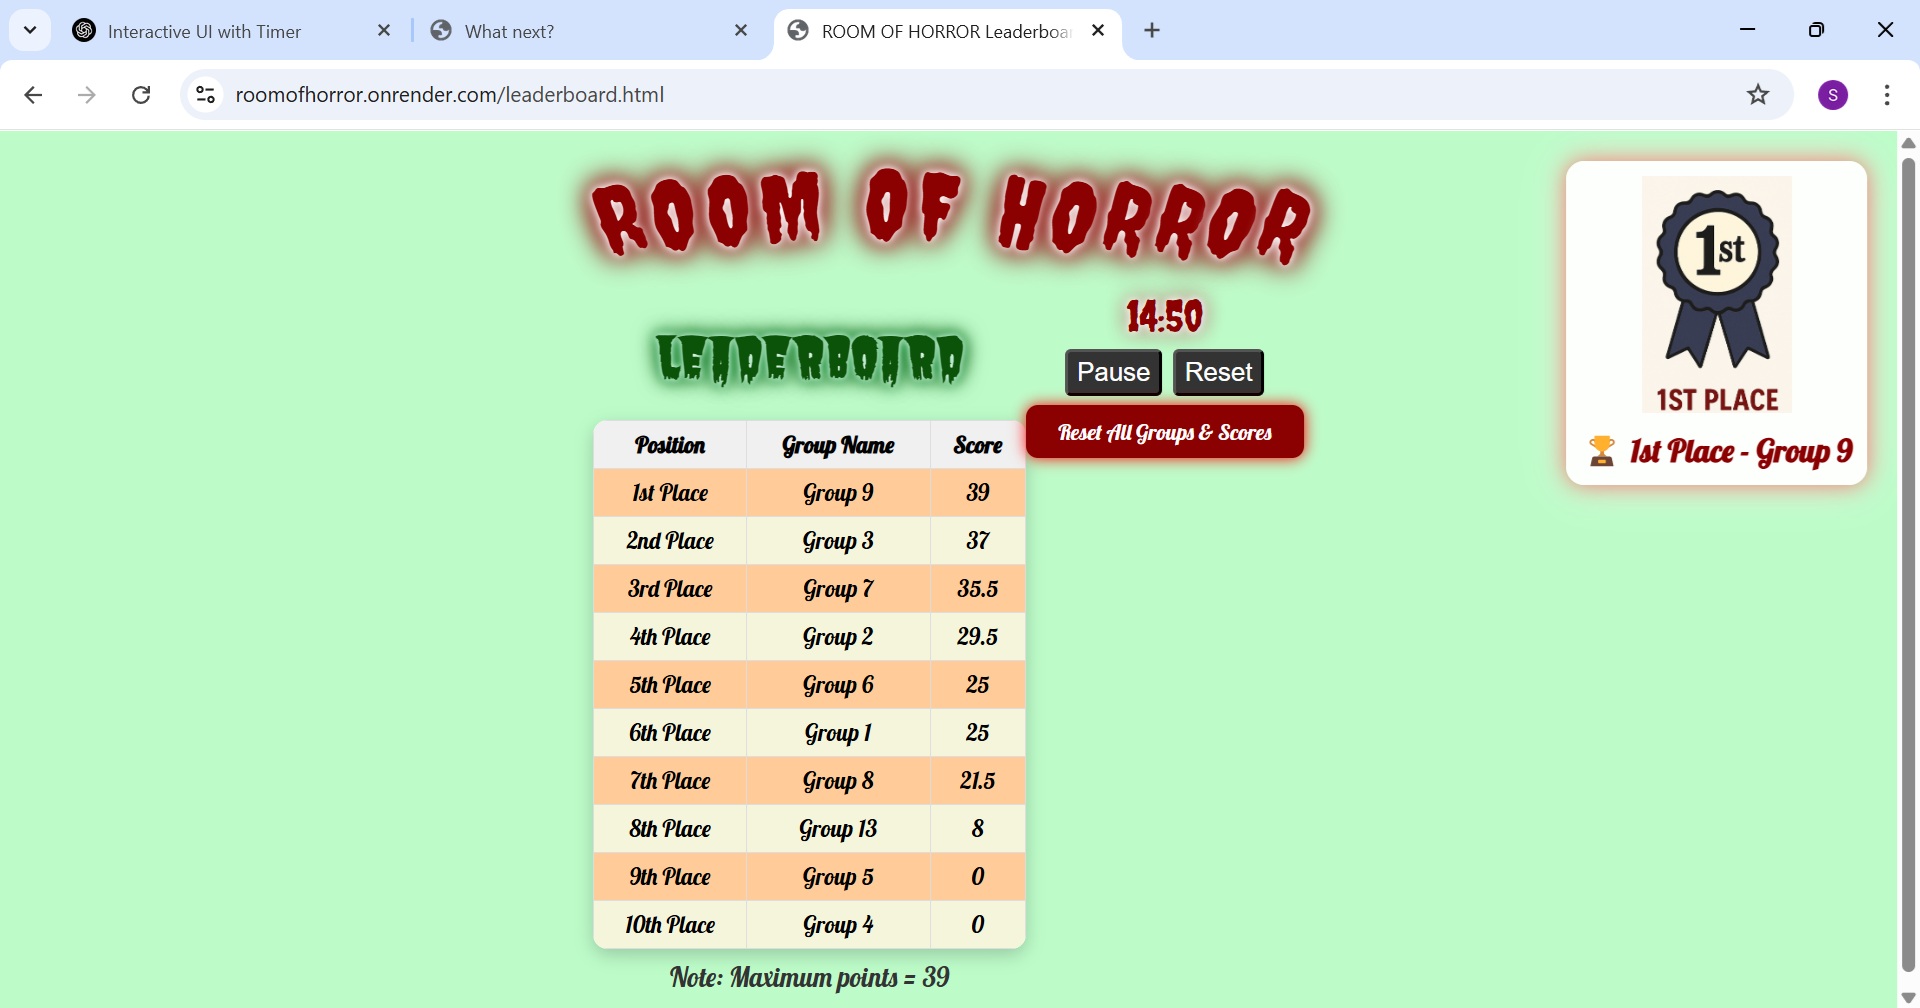 Interactive UI with Timer
What next?
ROOM OF HORROR Leaderboa
roomofhorror.onrender.com/leaderboard.html
S
ROOM OF HORROR
14:50
LEADERBOARD
Pause
Reset
Reset All Groups & Scores
1st
1ST PLACE
1st Place - Group 9
Position Group Name Score
1st Place Group 9 39
2nd Place Group 3 37
3rd Place Group 7 35.5
4th Place Group 2 29.5
5th Place Group 6 25
6th Place Group 1 25
7th Place Group 8 21.5
8th Place Group 13 8
9th Place Group 5 0
10th Place Group 4 0
Note: Maximum points = 39